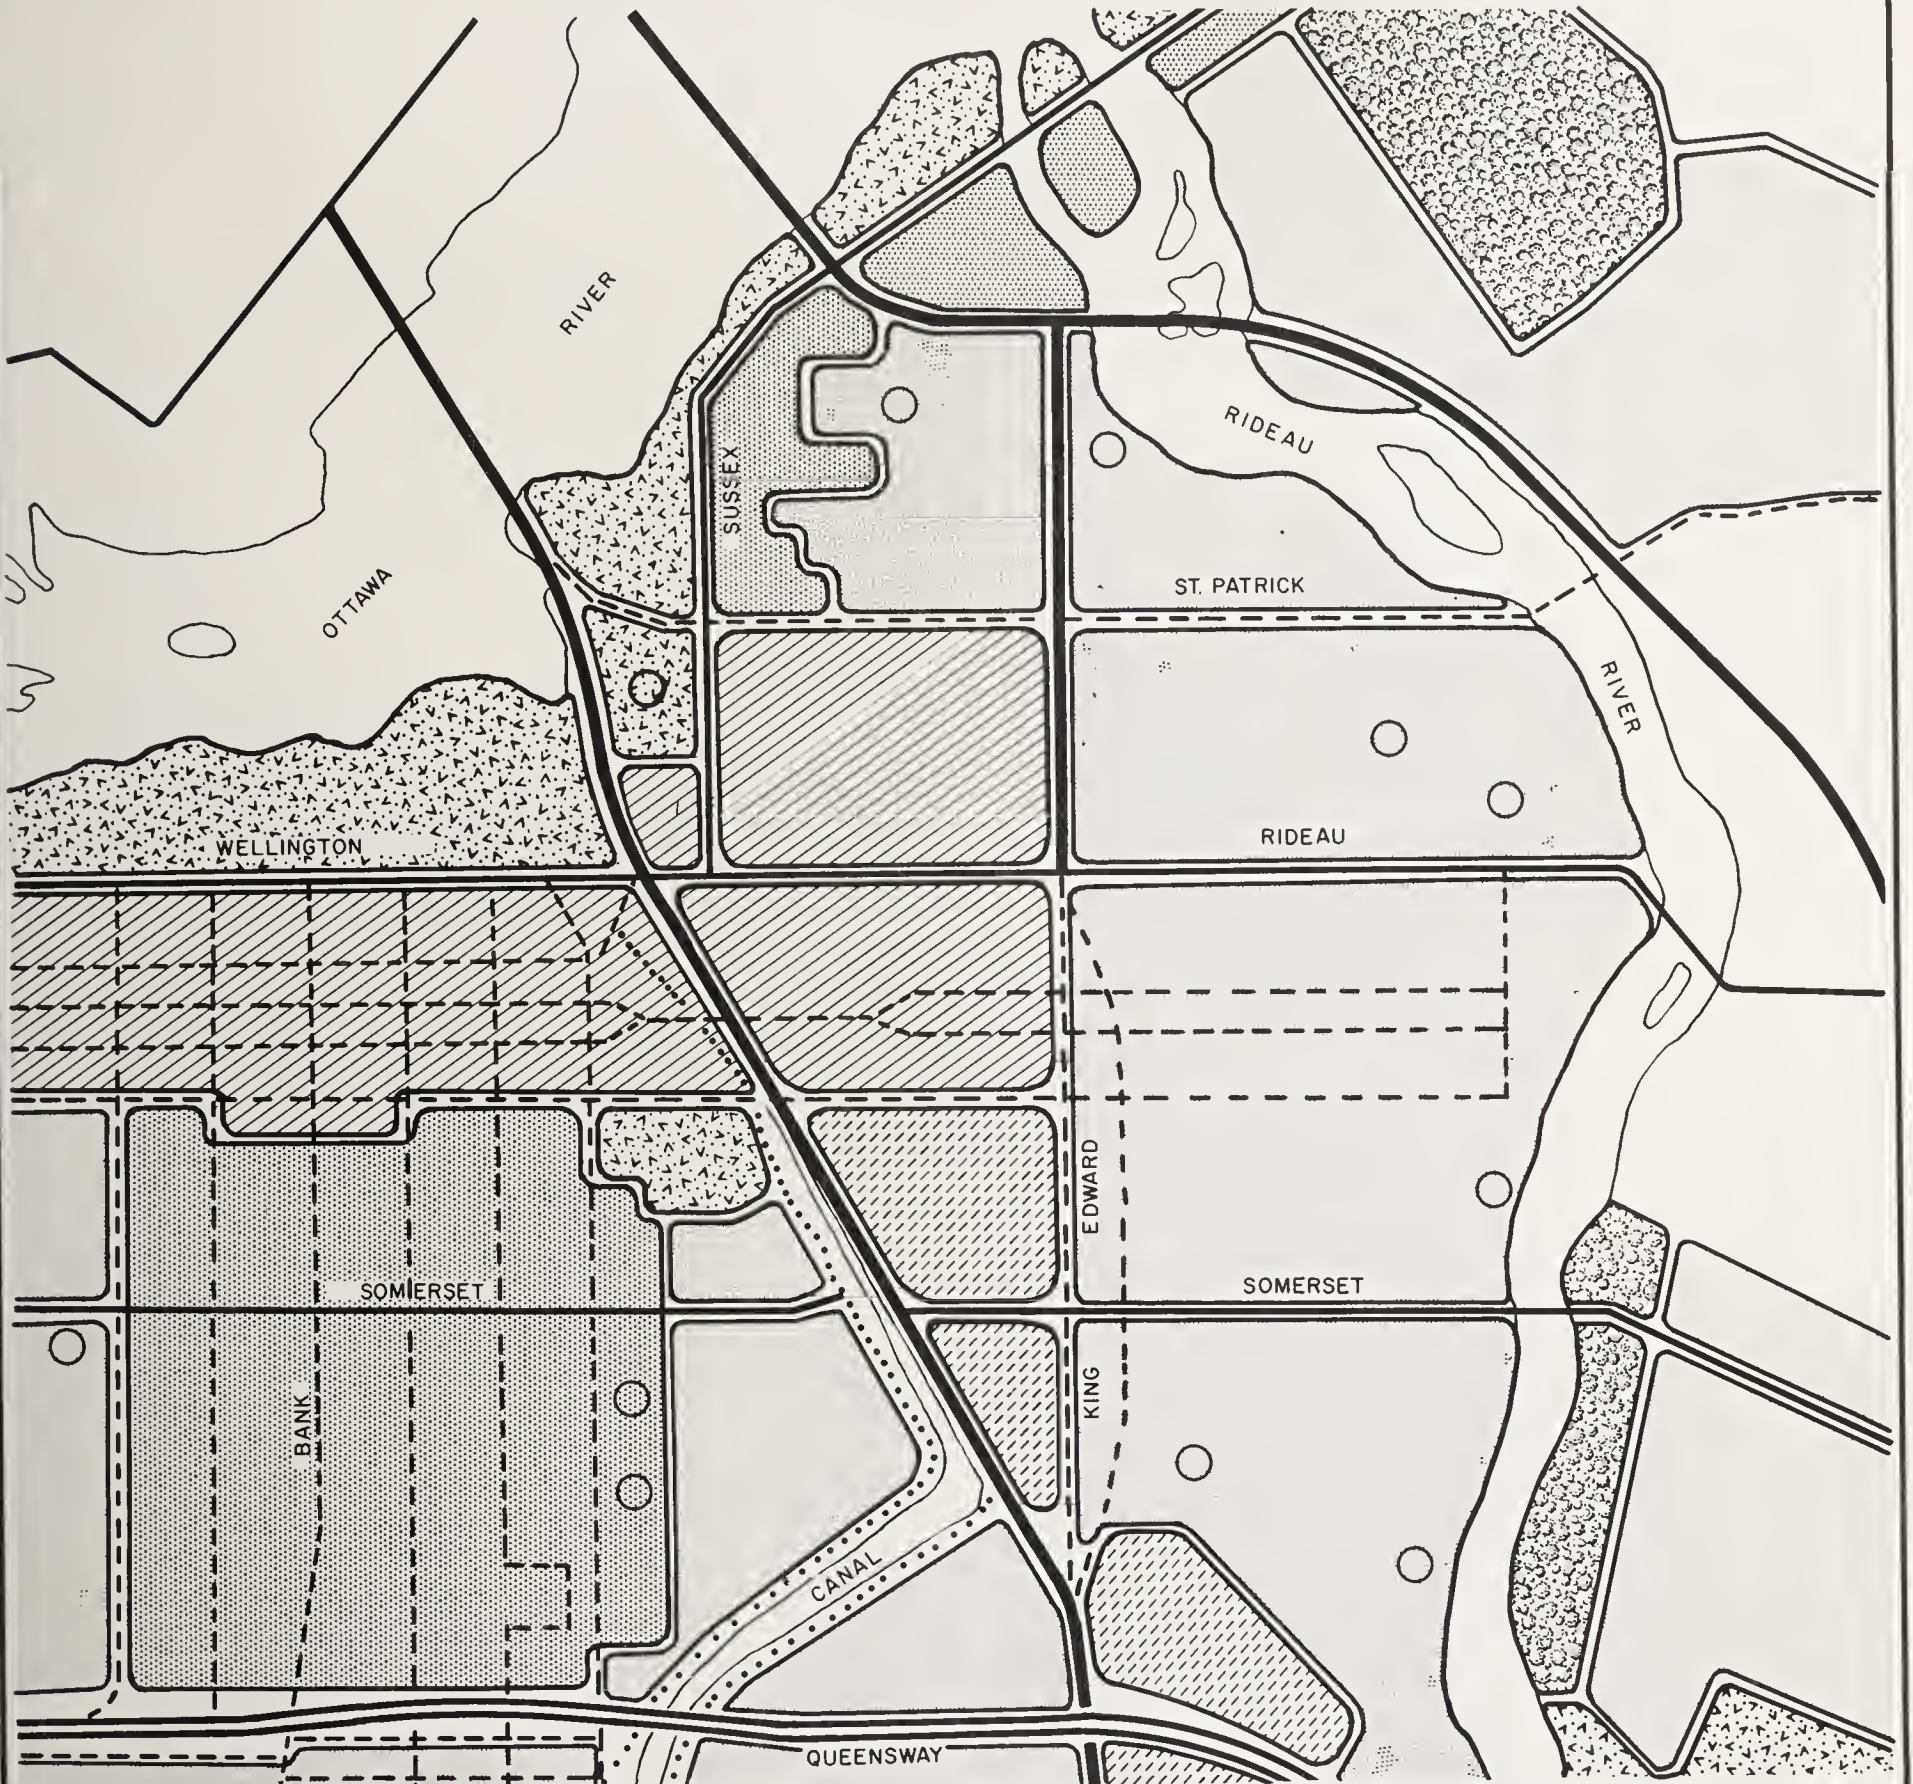 RIVER
RIDEAU
SUSSEX
OTTAWA
ST. PATRICK
RIVER
WELLINGTON
RIDEAU
EDWARD
SOMERSET
SOMERSET
KING
BANK
CANAL
QUEENSWAY